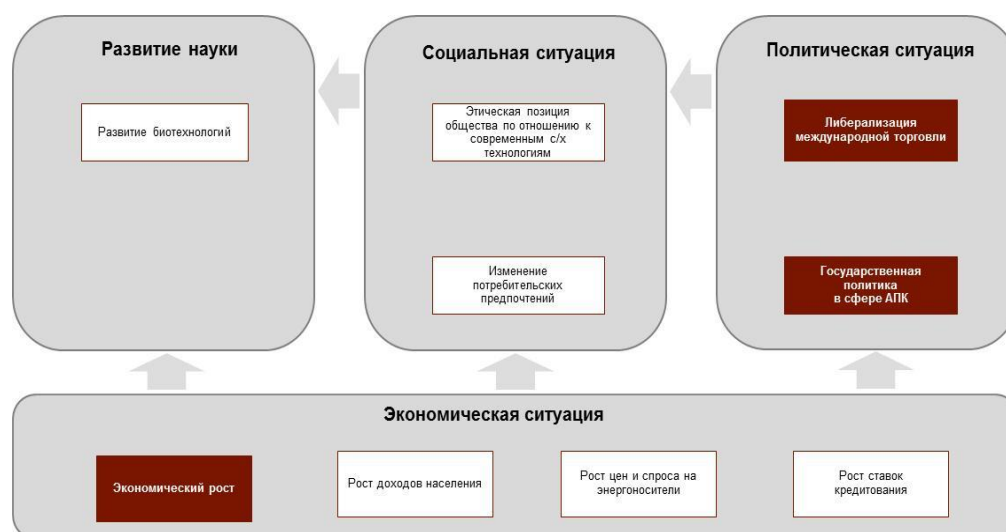 Развитие науки
Развитие биотехнологий
Социальная ситуация
Этическая позиция
общества по отношению к
современным с/х
технологиям
Изменение
потребительских
предпочтений
Политическая ситуация
Либерализация
международной торговли
Государственная
политика
в сфере АПК
Экономическая ситуация
Экономический рост
Рост доходов населения
Рост цен и спроса на
энергоносители
Рост ставок
кредитования